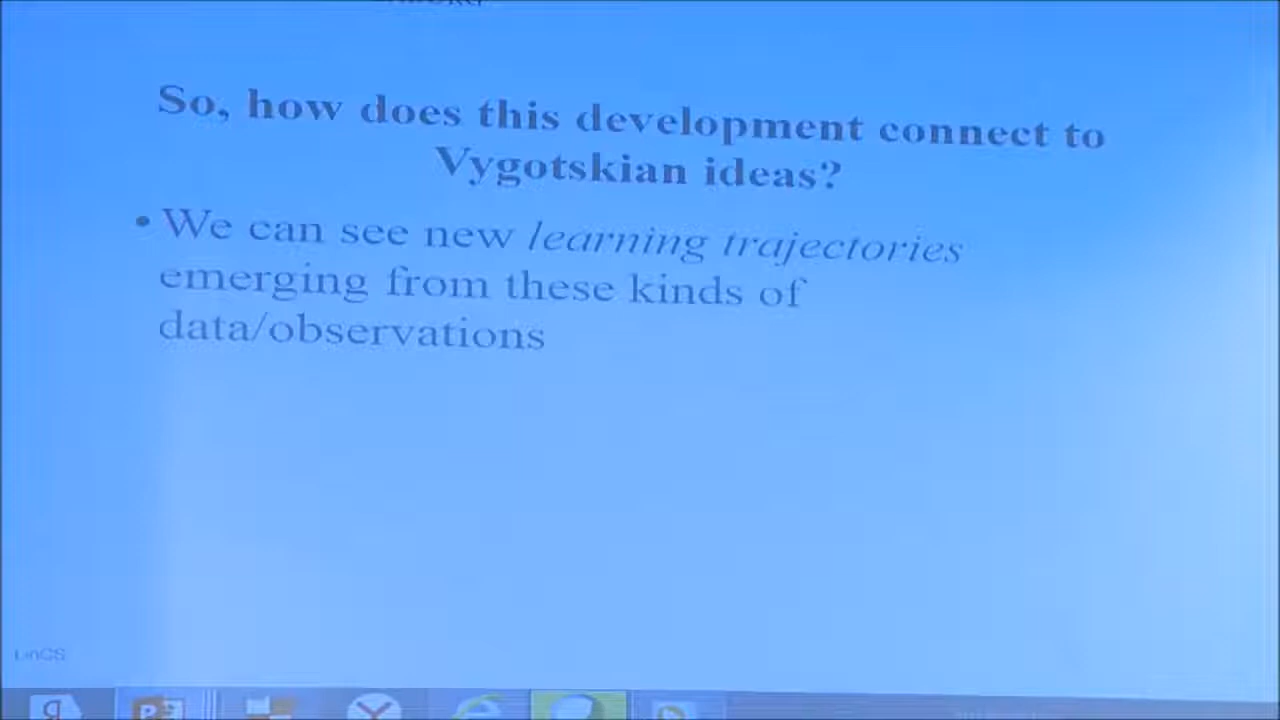 So, how does this development connect to
Vygotskian ideas?
• We can see new learning trajectories
emerging from these kinds of
data/observations
LinCS